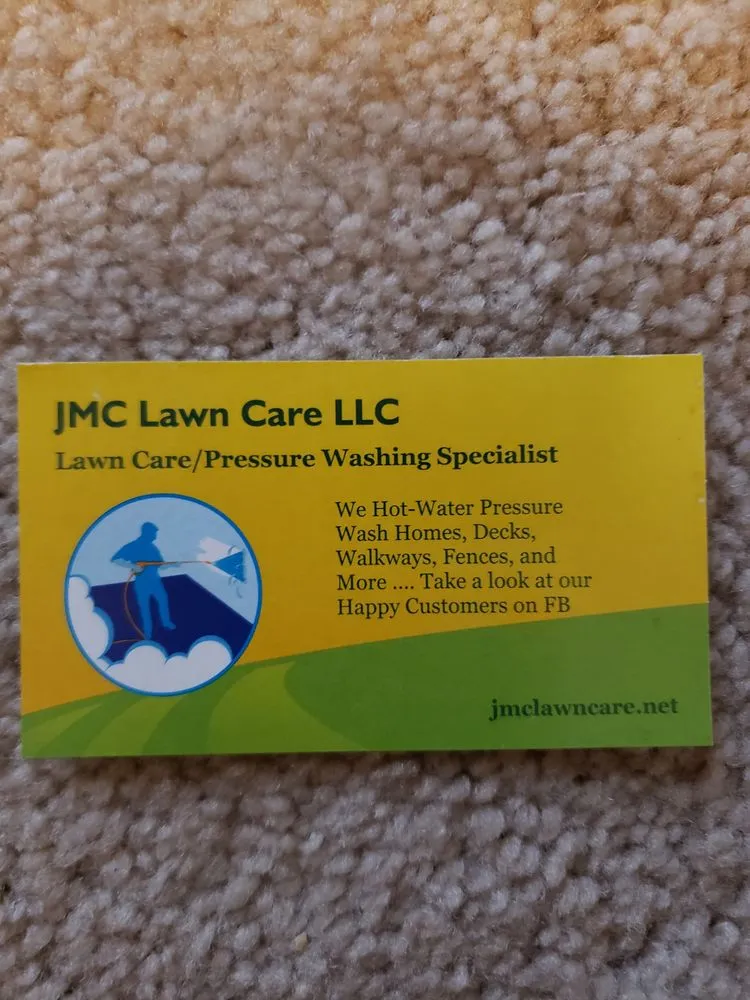 JMC Lawn Care LLC
Lawn Care/Pressure Washing Specialist
We Hot-Water Pressure
Wash Homes, Decks,
Walkways, Fences, and
More .... Take a look at our
Happy Customers on FB
jmclawncare.net